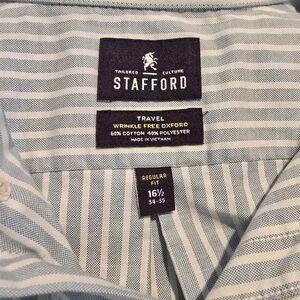 TAILORED CULTURE
STAFFORD
TRAVEL
WRINKLE FREE OXFORD
60% COTTON 40% POLYESTER
MADE IN VIETNAM
REGULAR
FIT
16½
34-35